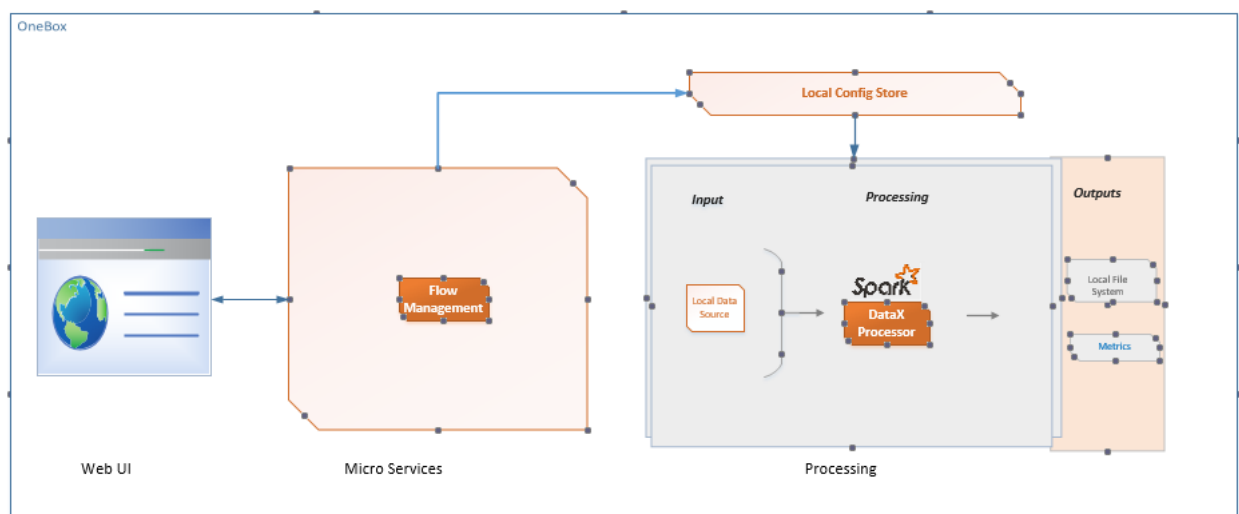 OneBox
Local Config Store
Input
Processing
Outputs
Flow
Management
Local Data
Source
Spark
DataX
Processor
Local File
System
Metrics
Web UI
Micro Services
Processing